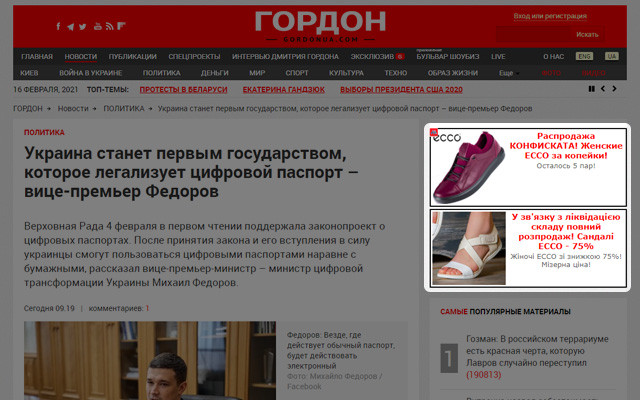 ГОРДОН
GORDONUA.COM
Вход или регистрация
Искать
ГЛАВНАЯ НОВОСТИ ПУБЛИКАЦИИ СПЕЦПРОЕКТЫ ИНТЕРВЬЮ ДМИТРИЯ ГОРДОНА ЭКСКЛЮЗИВ БУЛЬВАР ШОУБИЗ LIVE О НАС ENG UA
КИЕВ ВОЙНА В УКРАИНЕ ПОЛИТИКА ДЕНЬГИ МИР СПОРТ КУЛЬТУРА ТЕХНО ОБРАЗ ЖИЗНИ Еще
16 ФЕВРАЛЯ, 2021 ТОП-ТЕМЫ: ПРОТЕСТЫ В БЕЛАРУСИ ЕКАТЕРИНА ГАНДЗЮК ВЫБОРЫ ПРЕЗИДЕНТА США 2020
ГОРДОН → Новости → ПОЛИТИКА → Украина станет первым государством, которое легализует цифровой паспорт – вице-премьер Федоров
ПОЛИТИКА
Украина станет первым государством,
которое легализует цифровой паспорт –
вице-премьер Федоров
Верховная Рада 4 февраля в первом чтении поддержала законопроект о
цифровых паспортах. После принятия закона и его вступления в силу
украинцы смогут пользоваться цифровыми паспортами наравне с
бумажными, рассказал вице-премьер-министр – министр цифровой
трансформации Украины Михаил Федоров.
Сегодня 09.19 | комментариев: 1
Федоров: Везде, где
действует обычный паспорт,
будет действовать
электронный
Фото: Михайло Федоров /
Facebook
ecco
Распродажа
КОНФИСКАТА! Женские
ECCO за копейки!
Осталось 5 пар!
У зв'язку з ліквідацією
складу повний
розпродаж! Сандалі
ECCO - 75%
Жіночі ECCO зі знижкою 75%!
Мізерна ціна!
САМЫЕ ПОПУЛЯРНЫЕ МАТЕРИАЛЫ
1
Гозман: В российском террариуме
есть красная черта, которую
Лавров случайно переступил
(190813)